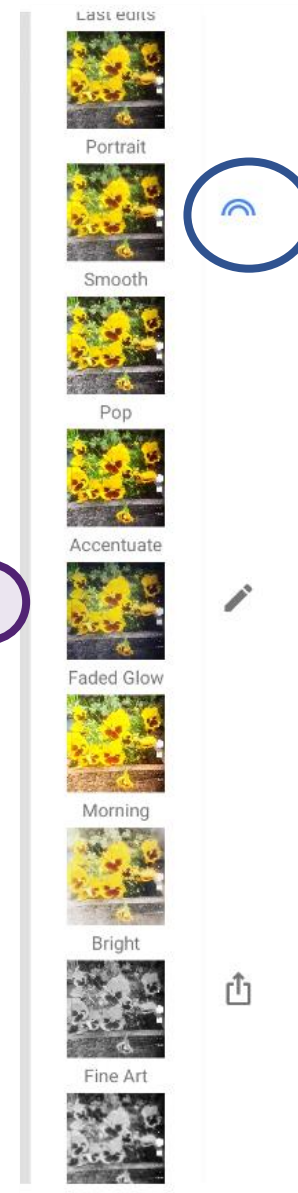 Last edits
Portrait
Smooth
Pop
Accentuate
Faded Glow
Morning
Bright
Fine Art